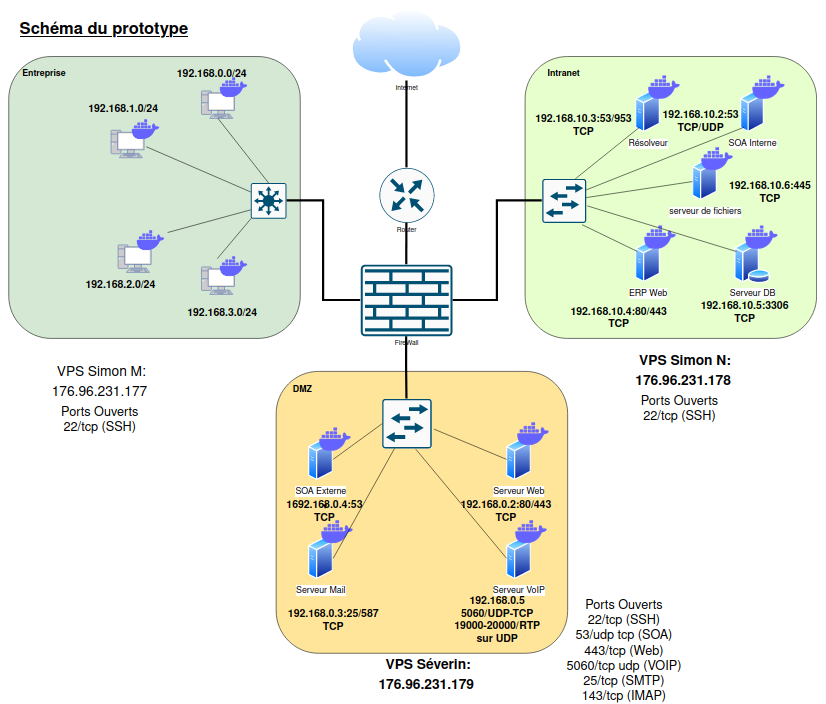 Schéma du prototype
Internet
Router
FireWall
Entreprise
192.168.0.0/24
192.168.1.0/24
192.168.2.0/24
192.168.3.0/24
VPS Simon M:
176.96.231.177
Ports Ouverts
22/tcp (SSH)
Intranet
192.168.10.3:53/953
TCP
Résolveur
192.168.10.2:53
TCP/UDP
SOA Interne
192.168.10.6:445
TCP
serveur de fichiers
ERP Web
192.168.10.4:80/443
TCP
Serveur DB
192.168.10.5:3306
TCP
VPS Simon N:
176.96.231.178
Ports Ouverts
22/tcp (SSH)
DMZ
SOA Externe
1692.168.0.4:53
TCP
Serveur Web
192.168.0.2:80/443
TCP
Serveur Mail
192.168.0.3:25/587
TCP
Serveur VoIP
192.168.0.5
5060/UDP-TCP
19000-20000/RTP
sur UDP
VPS Séverin:
176.96.231.179
Ports Ouverts
22/tcp (SSH)
53/udp tcp (SOA)
443/tcp (Web)
5060/tcp udp (VOIP)
25/tcp (SMTP)
143/tcp (IMAP)